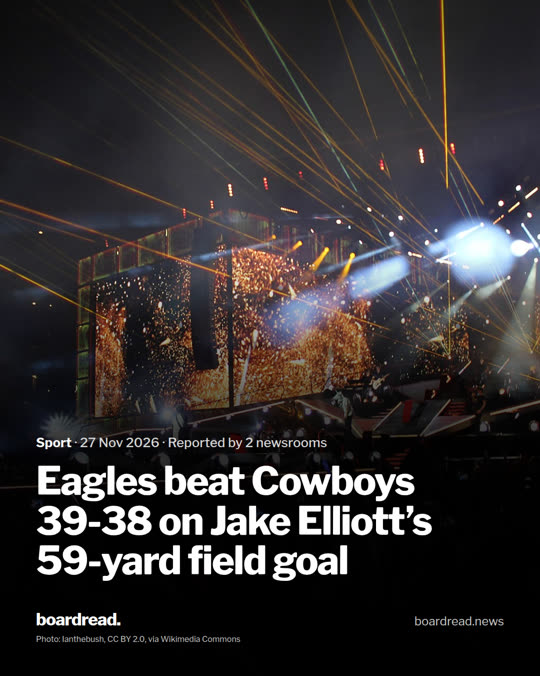 Sport · 27 Nov 2026 · Reported by 2 newsrooms
Eagles beat Cowboys
39-38 on Jake Elliott’s
59-yard field goal
boardread.
boardread.news
Photo: Ianthebush, CC BY 2.0, via Wikimedia Commons